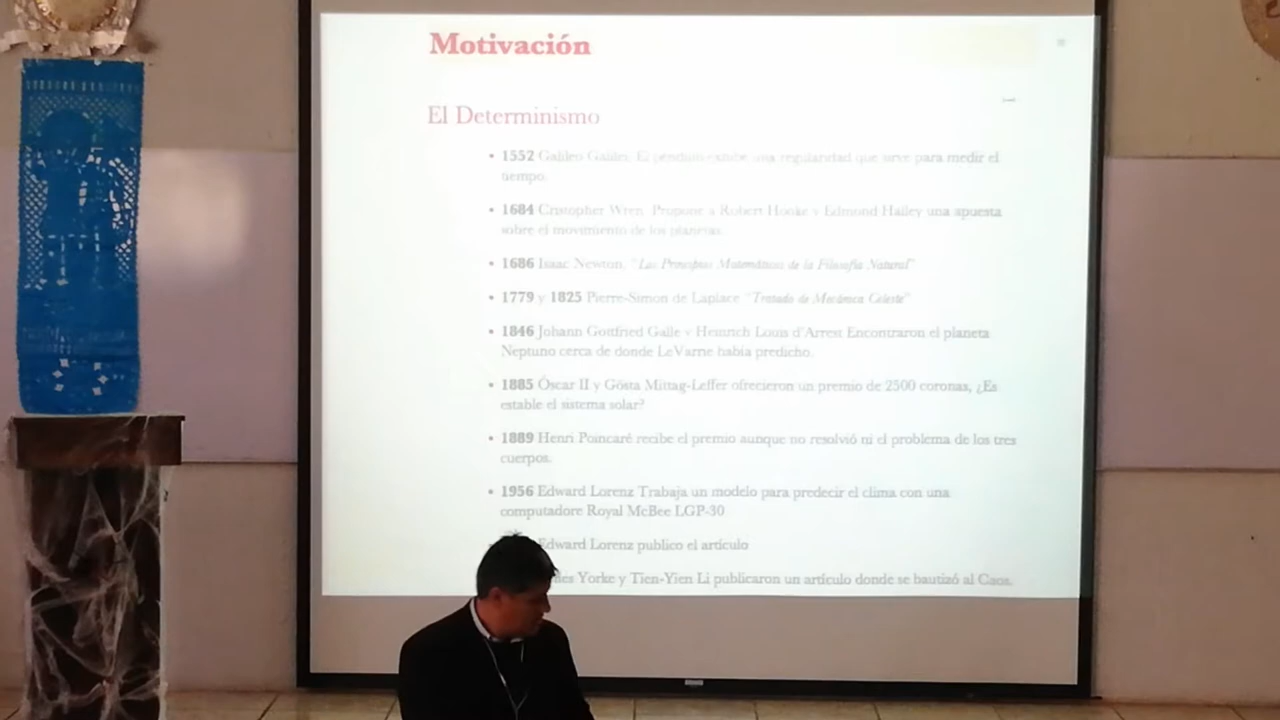 Motivación
El Determinismo
• 1552 Galileo Galilei. El péndulo exhibe una regularidad que sirve para medir el
tiempo.
• 1684 Cristopher Wren. Propone a Robert Hooke y Edmond Halley una apuesta
sobre el movimiento de los planetas.
• 1686 Isaac Newton. "Los Principios Matemáticos de la Filosofía Natural"
• 1779 y 1825 Pierre-Simon de Laplace "Tratado de Mecánica Celeste"
• 1846 Johann Gottfried Galle y Heinrich Louis d'Arrest Encontraron el planeta
Neptuno cerca de donde LeVarne había predicho.
• 1885 Óscar II y Gösta Mittag-Leffer ofrecieron un premio de 2500 coronas, ¿Es
estable el sistema solar?
• 1889 Henri Poincaré recibe el premio aunque no resolvió ni el problema de los tres
cuerpos.
• 1956 Edward Lorenz Trabaja un modelo para predecir el clima con una
computadore Royal McBee LGP-30
Edward Lorenz publico el artículo
Yorke y Tien-Yien Li publicaron un artículo donde se bautizó al Caos.